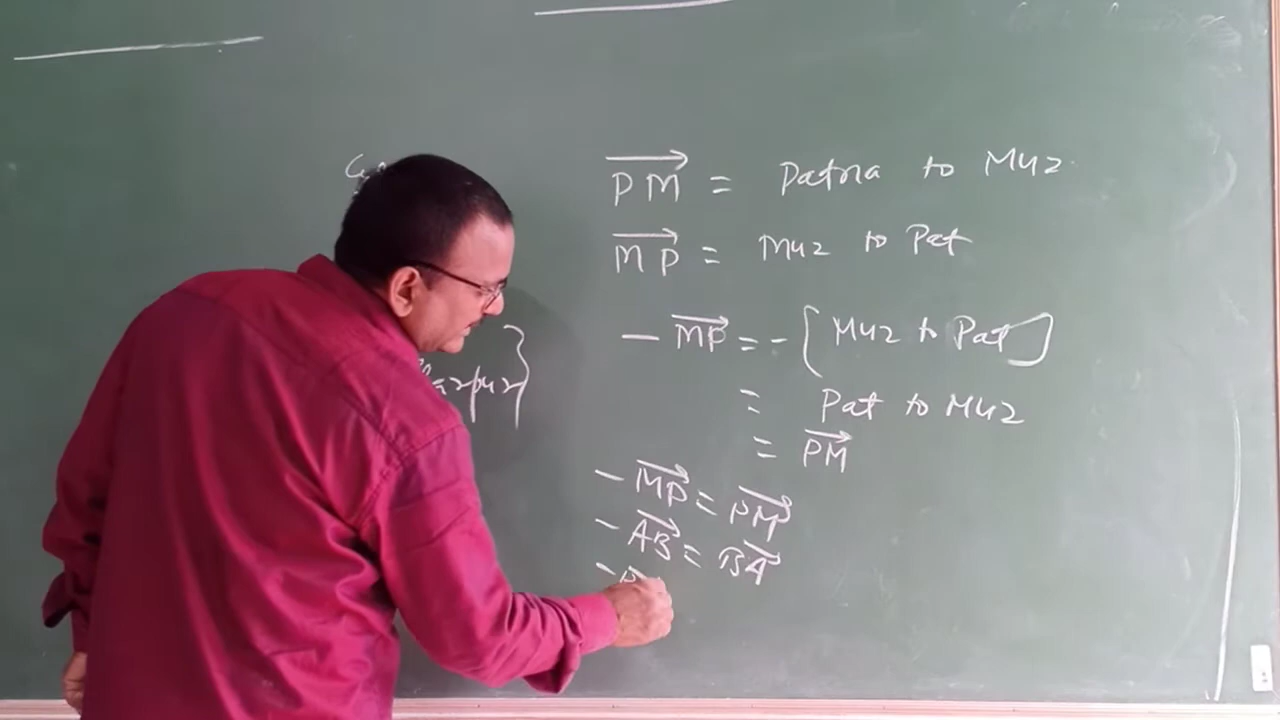 PM = Patna to Muz
MP = Muz to Pat
- MP = - [Muz to Pat]
= Pat to Muz
= PM
- MP = PM
- AB = BA